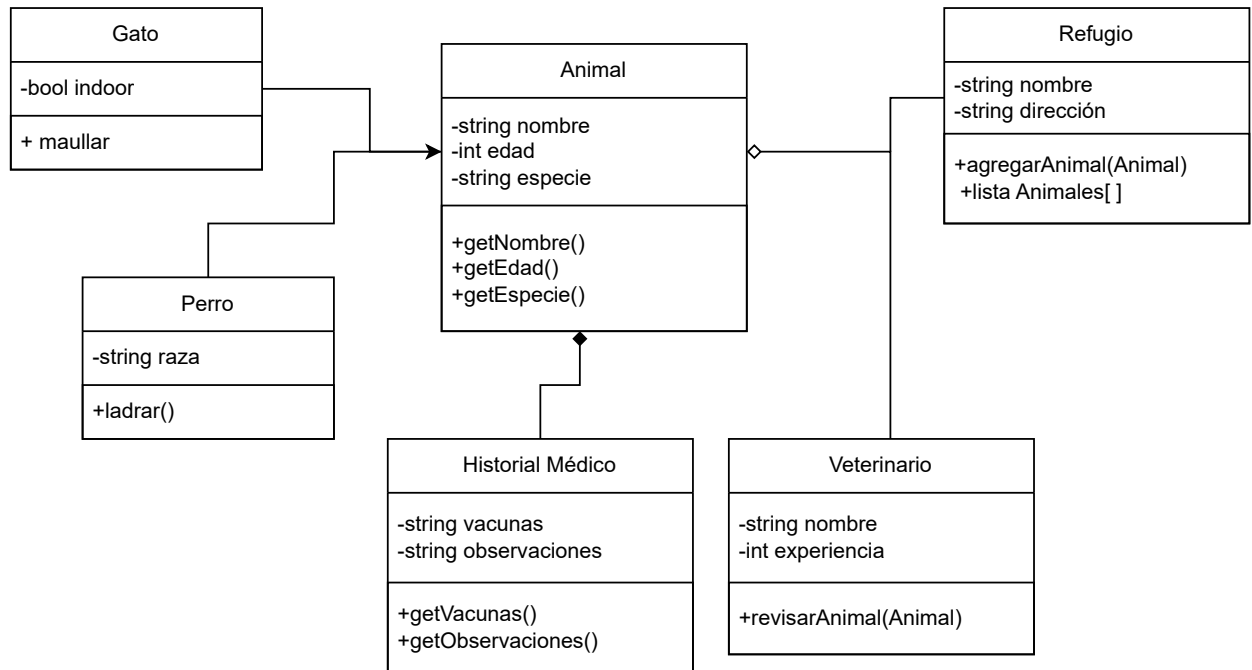 Gato
-bool indoor
+ maullar
Animal
-string nombre
-int edad
-string especie
+getNombre()
+getEdad()
+getEspecie()
Refugio
-string nombre
-string dirección
+agregarAnimal(Animal)
+lista Animales[ ]
Perro
-string raza
+ladrar()
Historial Médico
-string vacunas
-string observaciones
+getVacunas()
+getObservaciones()
Veterinario
-string nombre
-int experiencia
+revisarAnimal(Animal)